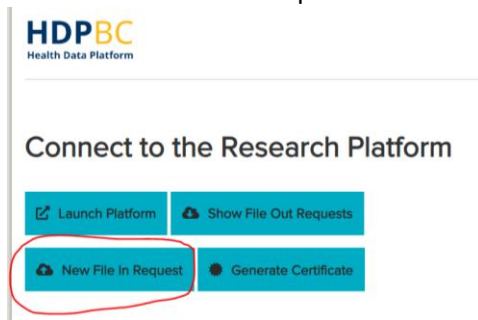 HDPBC
Health Data Platform
Connect to the Research Platform
Launch Platform Show File Out Requests
New File In Request Generate Certificate